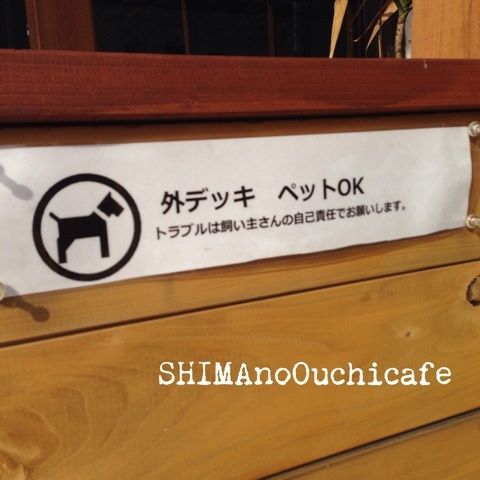 外デッキ　ペットOK
トラブルは飼い主さんの自己責任でお願いします。
SHIMAnoOuchicafe